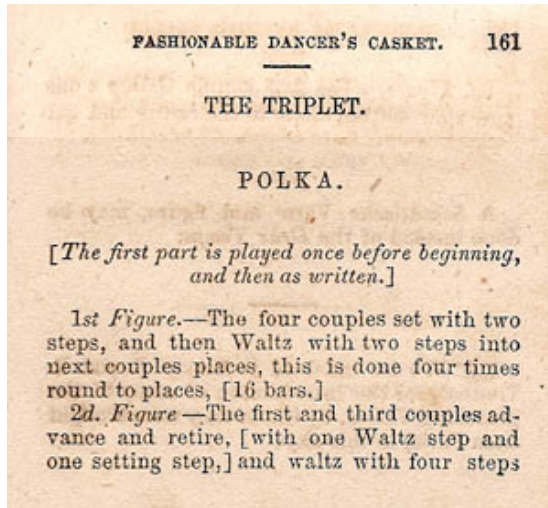 FASHIONABLE DANCER'S CASKET. 161
THE TRIPLET.
POLKA.
[The first part is played once before beginning,
and then as written.]
1st Figure.—The four couples set with two
steps, and then Waltz with two steps into
next couples places, this is done four times
round to places, [16 bars.]
2d. Figure—The first and third couples ad-
vance and retire, [with one Waltz step and
one setting step,] and waltz with four steps